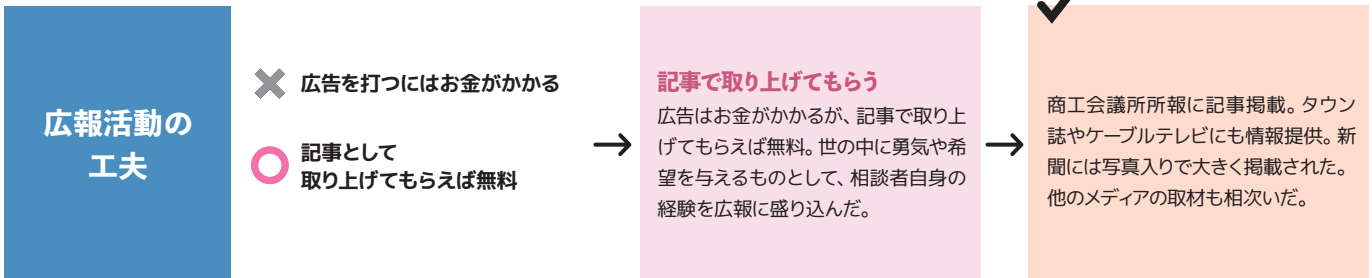 広報活動の
工夫
広告を打つにはお金がかかる
記事として
取り上げてもらえば無料
記事で取り上げてもらう
広告はお金がかかるが、記事で取り上
げてもらえば無料。世の中に勇気や希
望を与えるものとして、相談者自身の
経験を広報に盛り込んだ。
商工会議所所報に記事掲載。タウン
誌やケーブルテレビにも情報提供。新
聞には写真入りで大きく掲載された。
他のメディアの取材も相次いだ。